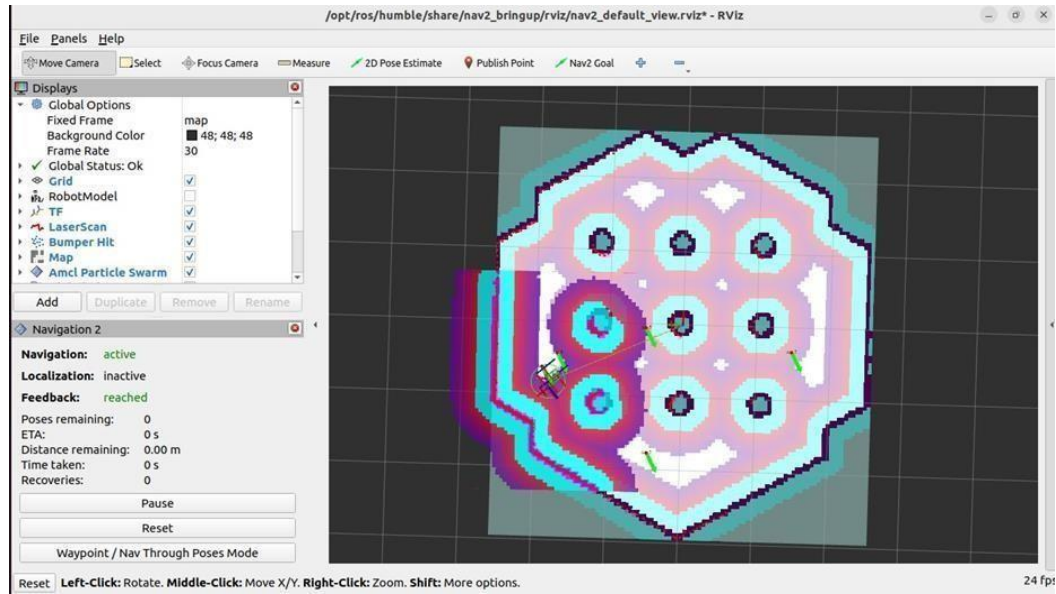 /opt/ros/humble/share/nav2_bringup/rviz/nav2_default_view.rviz* - RViz
File Panels Help
Move Camera Select Focus Camera Measure 2D Pose Estimate Publish Point Nav2 Goal
Displays
Global Options
Fixed Frame map
Background Color 48; 48; 48
Frame Rate 30
Global Status: Ok
Grid
RobotModel
TF
LaserScan
Bumper Hit
Map
Amcl Particle Swarm
Add Duplicate Remove Rename
Navigation 2
Navigation: active
Localization: inactive
Feedback: reached
Poses remaining: 0
ETA: 0 s
Distance remaining: 0.00 m
Time taken: 0 s
Recoveries: 0
Pause
Reset
Waypoint / Nav Through Poses Mode
Reset Left-Click: Rotate. Middle-Click: Move X/Y. Right-Click: Zoom. Shift: More options. 24 fps